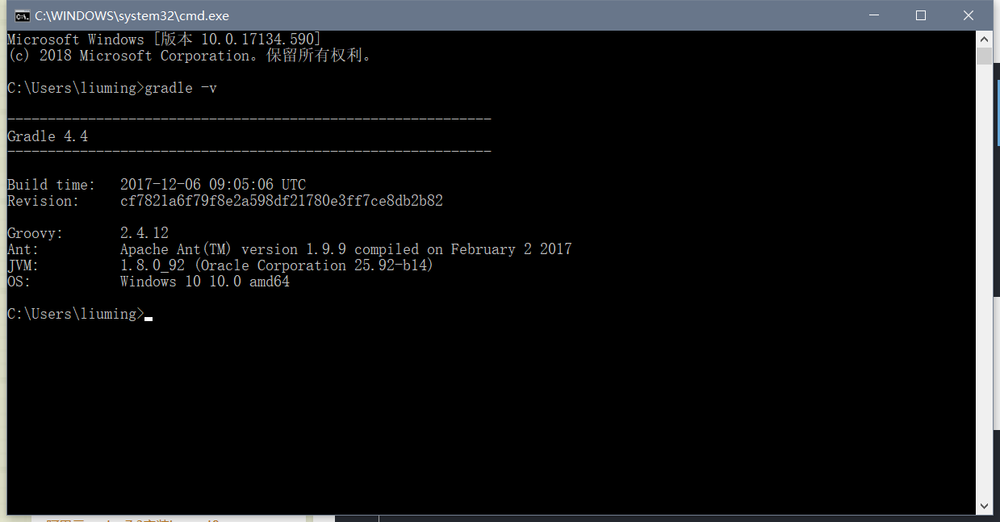 C:\WINDOWS\system32\cmd.exe
Microsoft Windows [版本 10.0.17134.590]
(c) 2018 Microsoft Corporation。保留所有权利。
C:\Users\liuming>gradle -v
------------------------------------------------------------
Gradle 4.4
------------------------------------------------------------
Build time:   2017-12-06 09:05:06 UTC
Revision:     cf7821a6f79f8e2a598df21780e3ff7ce8db2b82
Groovy:       2.4.12
Ant:          Apache Ant(TM) version 1.9.9 compiled on February 2 2017
JVM:          1.8.0_92 (Oracle Corporation 25.92-b14)
OS:           Windows 10 10.0 amd64
C:\Users\liuming>